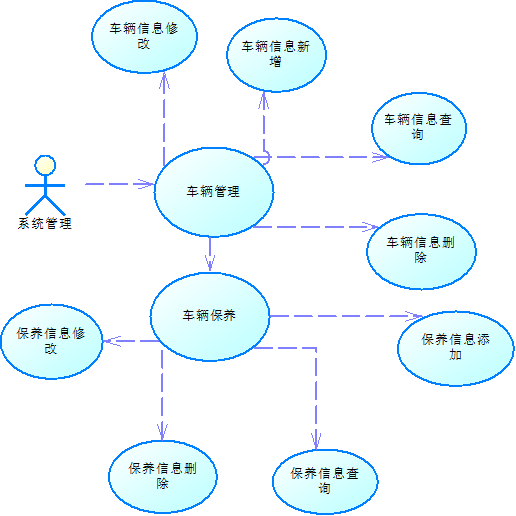 车辆信息修
改
车辆信息新
增
车辆信息查
询
车辆管理
系统管理
车辆信息删
除
车辆保养
保养信息修
改
保养信息添
加
保养信息删
除
保养信息查
询